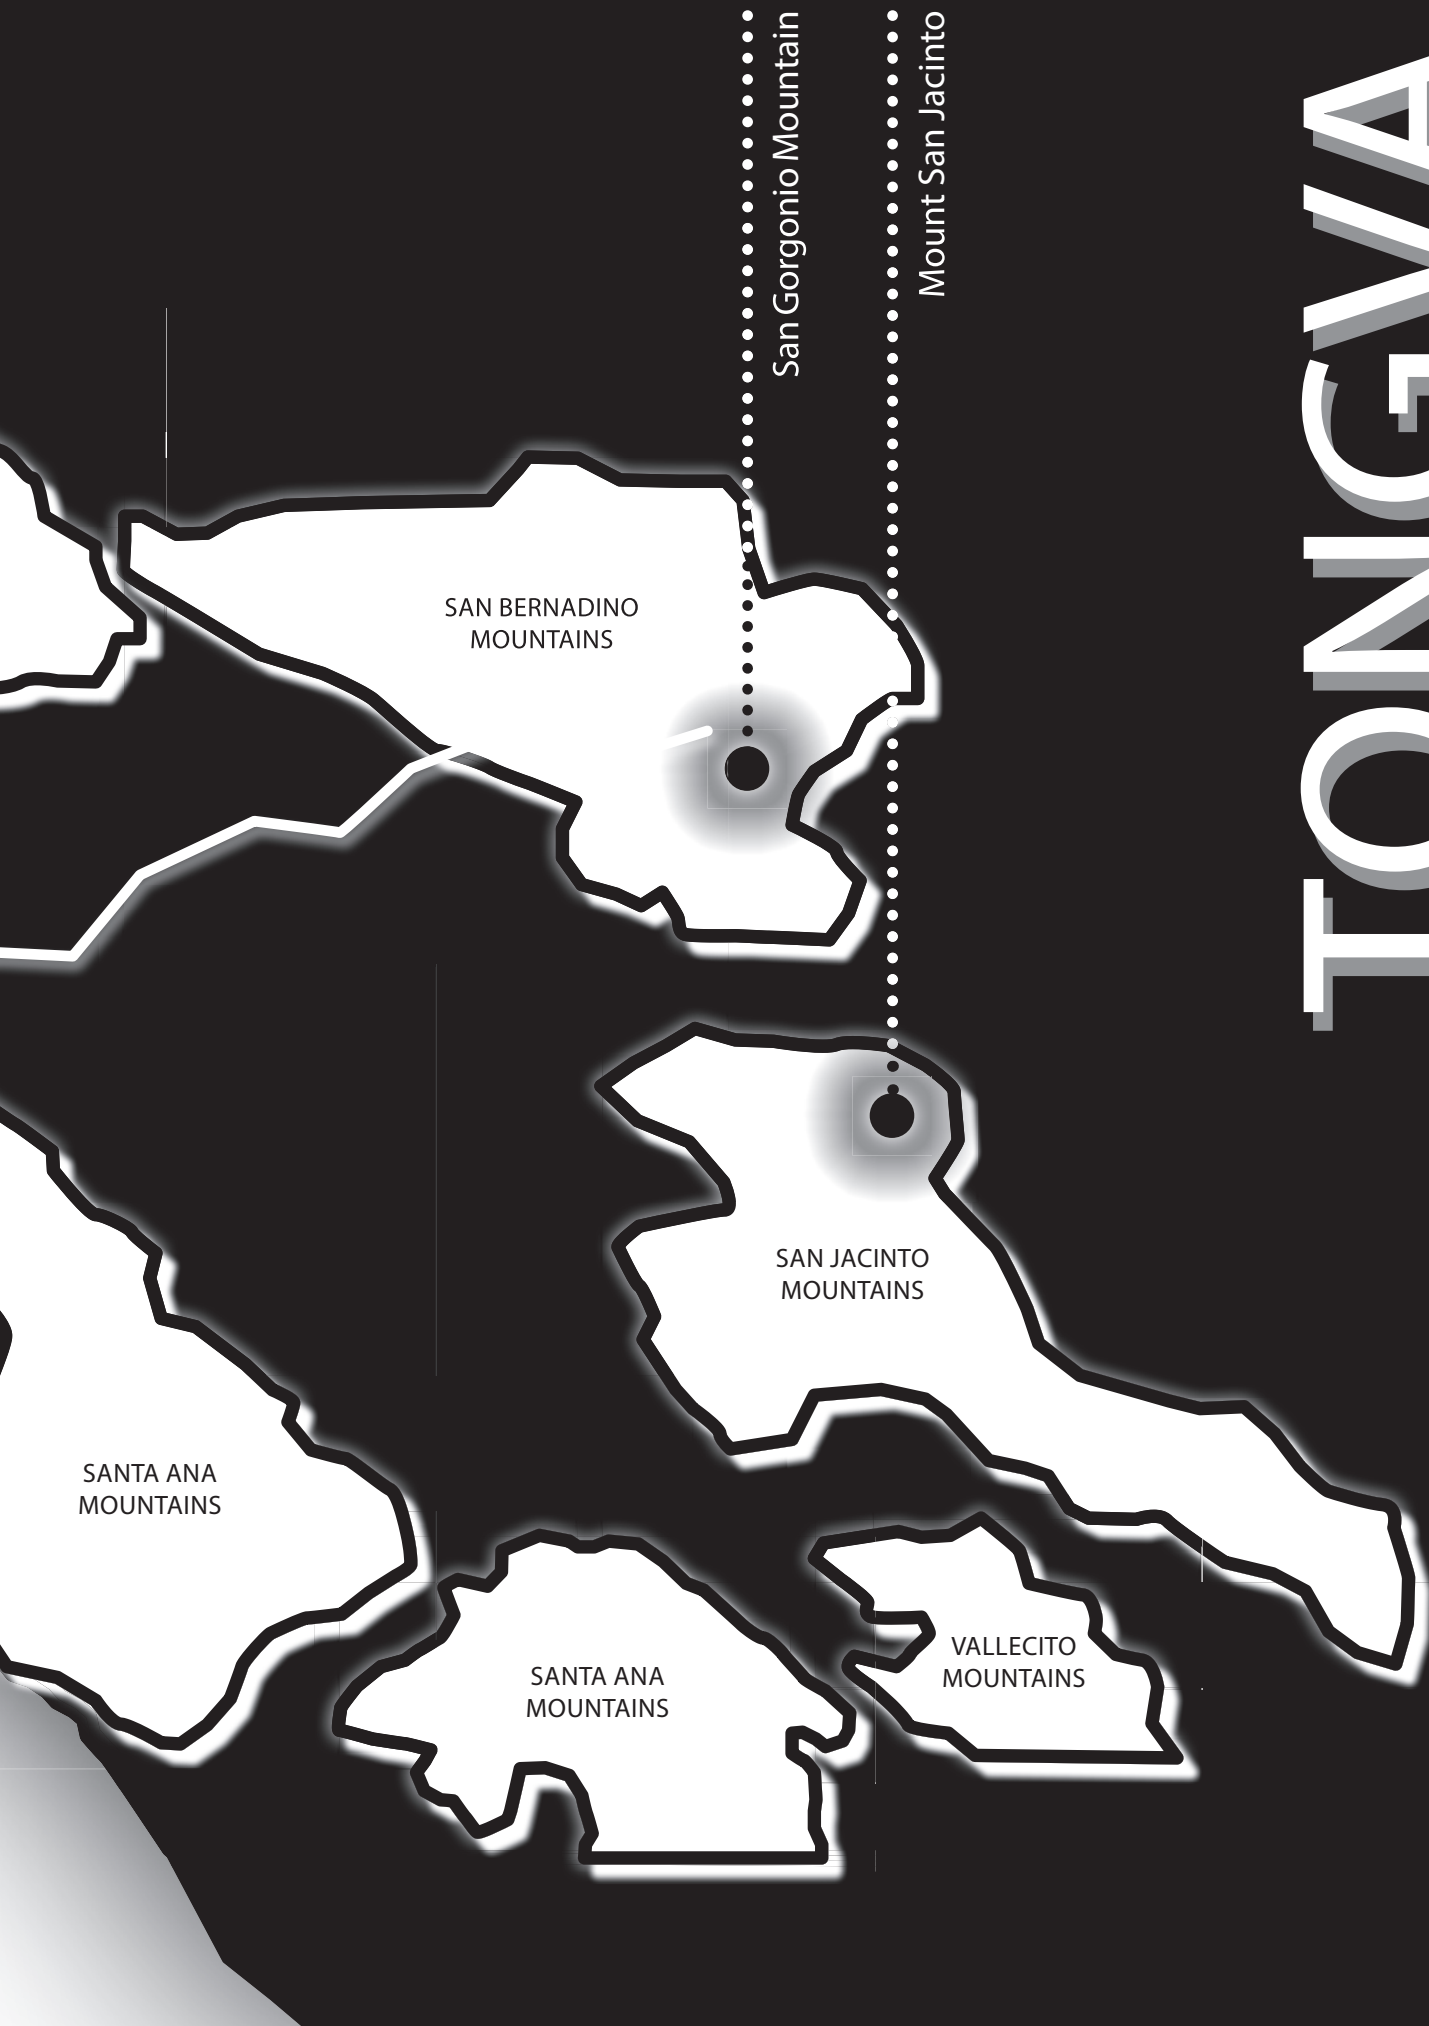 San Gorgonio Mountain
Mount San Jacinto
TONGVA
SAN BERNADINO
MOUNTAINS
SAN JACINTO
MOUNTAINS
SANTA ANA
MOUNTAINS
SANTA ANA
MOUNTAINS
VALLECITO
MOUNTAINS